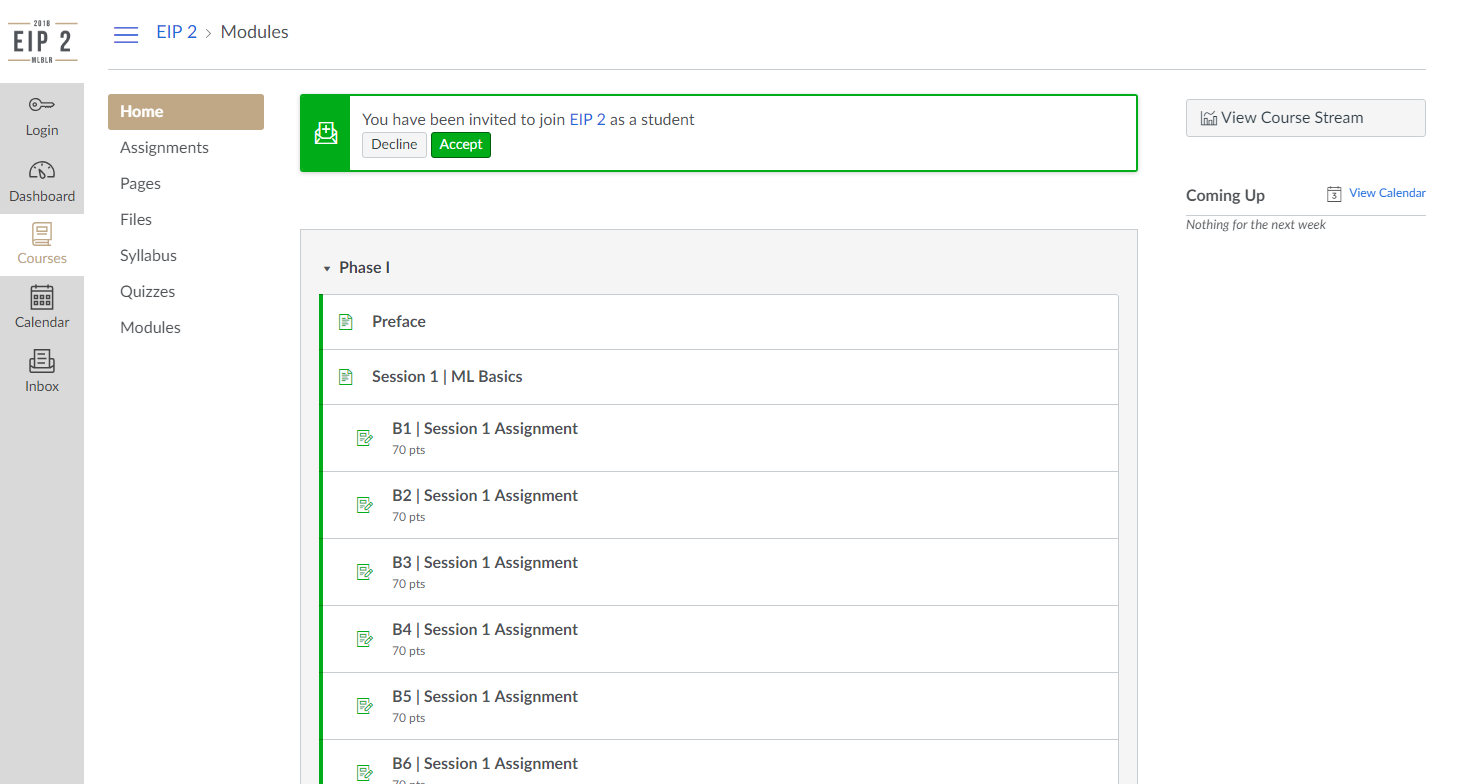 2018
EIP 2
MLBLR
EIP 2 > Modules
Login
Dashboard
Courses
Calendar
Inbox
Home
Assignments
Pages
Files
Syllabus
Quizzes
Modules
You have been invited to join EIP 2 as a student
Decline
Accept
Phase I
Preface
Session 1 | ML Basics
B1 | Session 1 Assignment
70 pts
B2 | Session 1 Assignment
70 pts
B3 | Session 1 Assignment
70 pts
B4 | Session 1 Assignment
70 pts
B5 | Session 1 Assignment
70 pts
B6 | Session 1 Assignment
70 pts
View Course Stream
Coming Up
3 View Calendar
Nothing for the next week